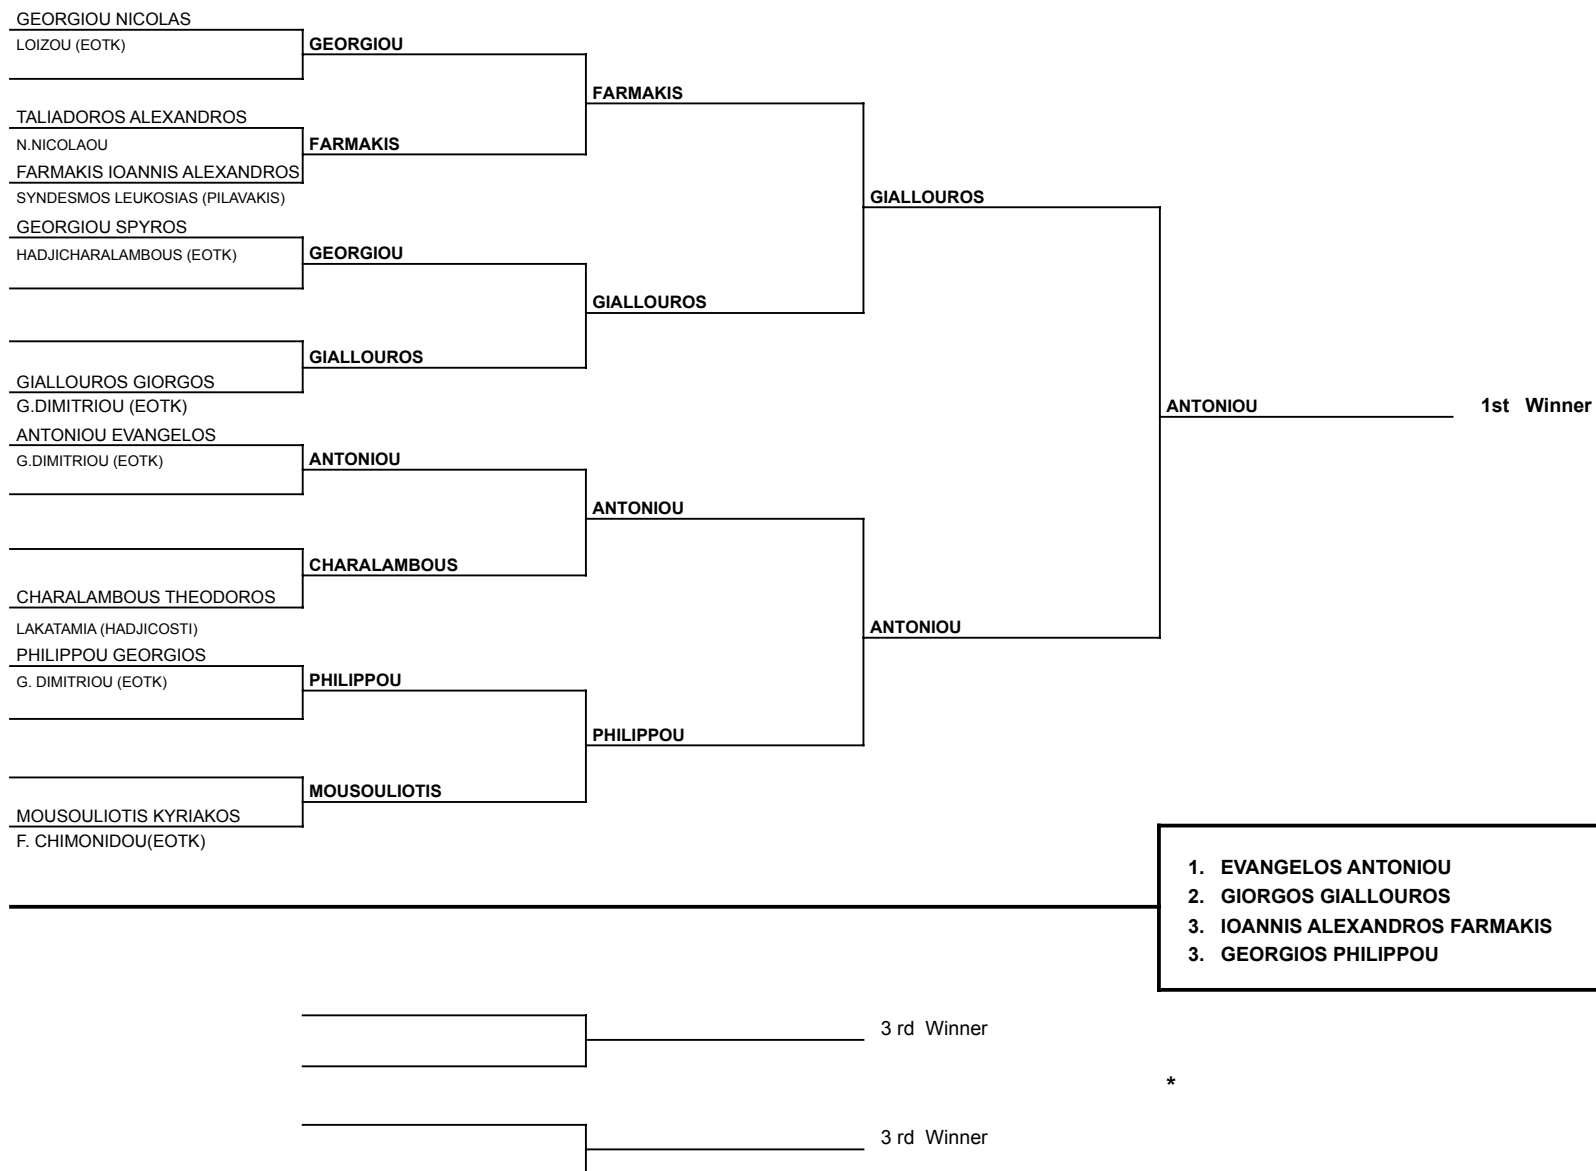 GEORGIOU NICOLAS
LOIZOU (EOTK)
GEORGIOU
FARMAKIS
TALIADOROS ALEXANDROS
N.NICOLAOU
FARMAKIS
FARMAKIS IOANNIS ALEXANDROS
SYNDESMOS LEUKOSIAS (PILAVAKIS)
GIALLOUROS
GEORGIOU SPYROS
HADJICHARALAMBOUS (EOTK)
GEORGIOU
GIALLOUROS
GIALLOUROS
GIALLOUROS GIORGOS
G.DIMITRIOU (EOTK)
ANTONIOU
1st Winner
ANTONIOU EVANGELOS
G.DIMITRIOU (EOTK)
ANTONIOU
ANTONIOU
CHARALAMBOUS
CHARALAMBOUS THEODOROS
LAKATAMIA (HADJICOSTI)
ANTONIOU
PHILIPPOU GEORGIOS
G. DIMITRIOU (EOTK)
PHILIPPOU
PHILIPPOU
MOUSOULIOTIS
MOUSOULIOTIS KYRIAKOS
F. CHIMONIDOU(EOTK)
1. EVANGELOS ANTONIOU
2. GIORGOS GIALLOUROS
3. IOANNIS ALEXANDROS FARMAKIS
3. GEORGIOS PHILIPPOU
3 rd Winner
*
3 rd Winner